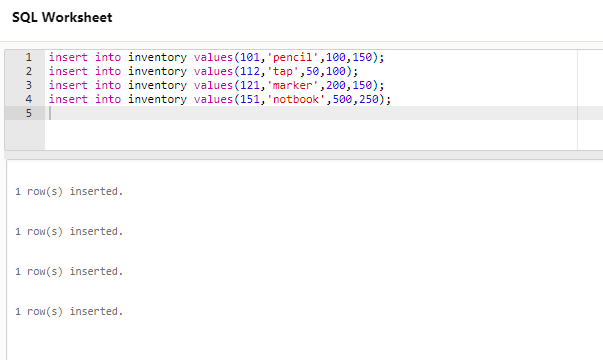 SQL Worksheet
1 insert into inventory values(101,'pencil',100,150);
2 insert into inventory values(112,'tap',50,100);
3 insert into inventory values(121,'marker',200,150);
4 insert into inventory values(151,'notbook',500,250);
5
1 row(s) inserted.
1 row(s) inserted.
1 row(s) inserted.
1 row(s) inserted.